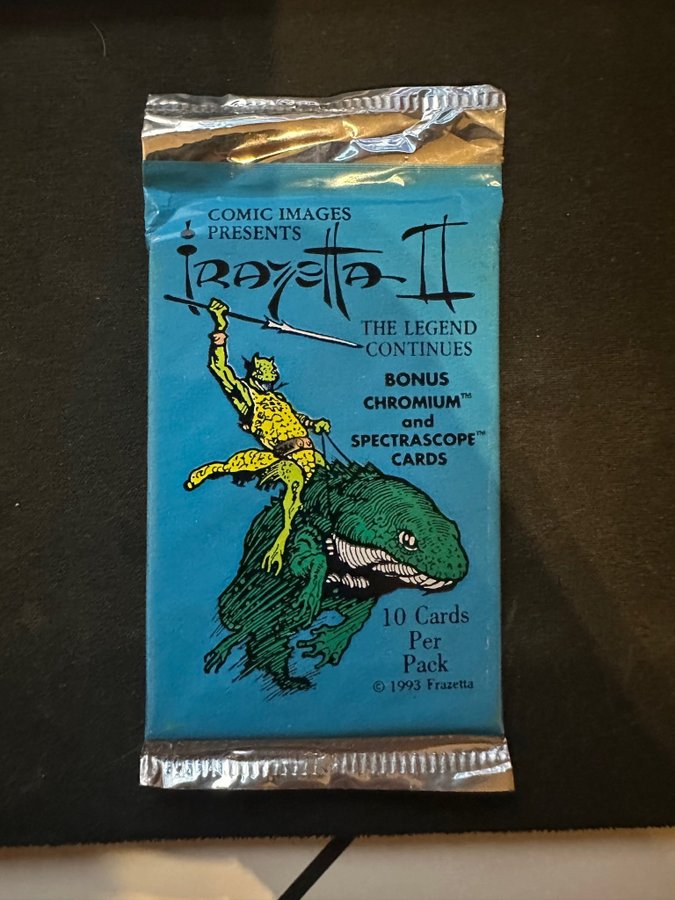 COMIC IMAGES
PRESENTS
Frazetta II
THE LEGEND
CONTINUES
BONUS
CHROMIUM™
and
SPECTRASCOPE™
CARDS
10 Cards
Per
Pack
© 1993 Frazetta